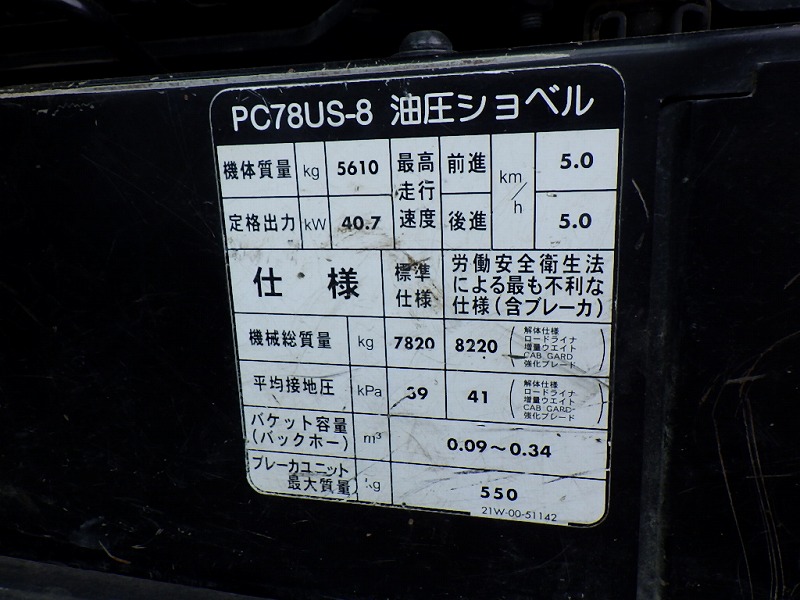 PC78US-8 油圧ショベル
機体質量 kg 5610 最高走行速度 前進 km/h 5.0
定格出力 kW 40.7 後進 5.0
仕様 標準仕様 労働安全衛生法による最も不利な仕様(含ブレーカ)
機械総質量 kg 7820 8220 (解体仕様 ロードライナ 増量ウエイト CAB GARD 強化ブレード)
平均接地圧 kPa 39 41 (解体仕様 ロードライナ 増量ウエイト CAB GARD 強化ブレード)
バケット容量(バックホー) m³ 0.09〜0.34
ブレーカユニット最大質量 kg 550
21W-00-51142